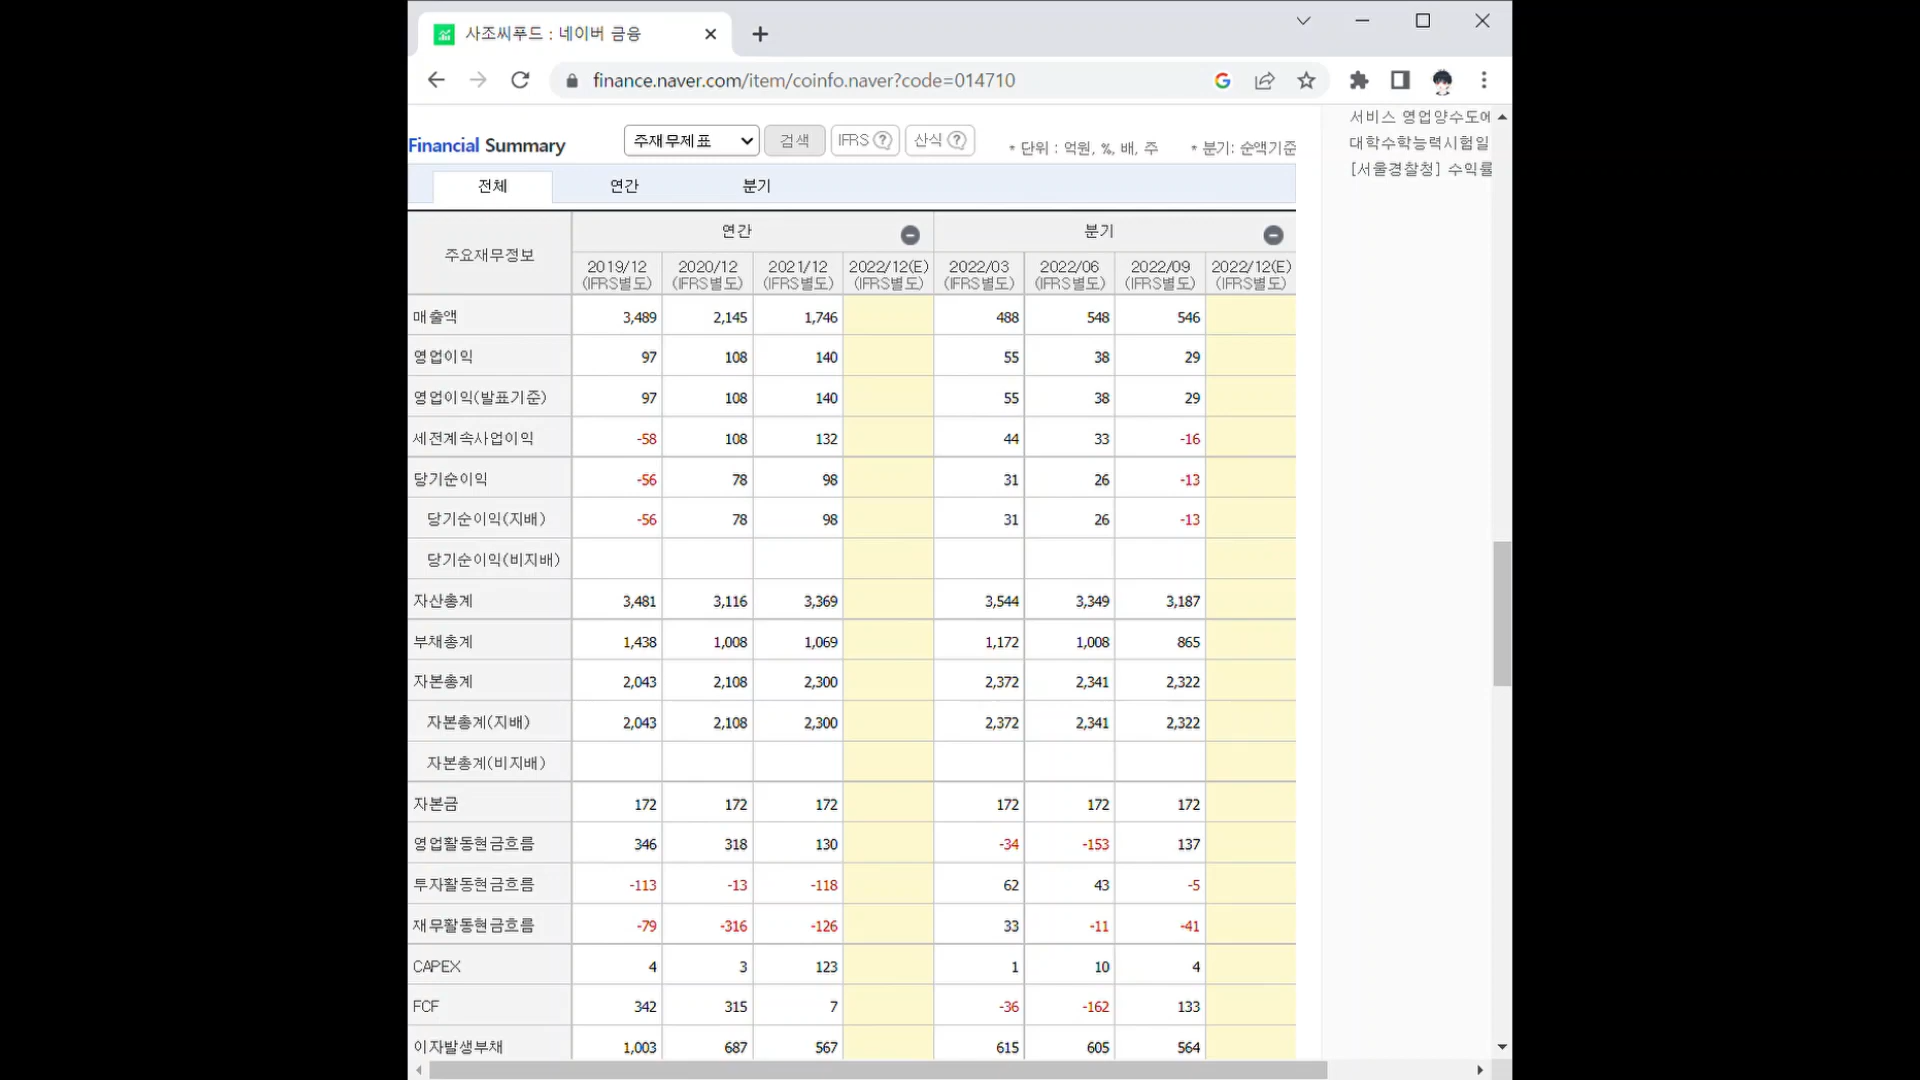 사조씨푸드 : 네이버 금융
finance.naver.com/item/coinfo.naver?code=014710
서비스 영업양수도에
대학수학능력시험일
[서울경찰청] 수익률
Financial Summary 주재무제표 검색 IFRS ? 산식 ? * 단위 : 억원, %, 배, 주 * 분기: 순액기준
전체 연간 분기
주요재무정보 연간 분기
2019/12 2020/12 2021/12 2022/12(E) 2022/03 2022/06 2022/09 2022/12(E)
(IFRS별도) (IFRS별도) (IFRS별도) (IFRS별도) (IFRS별도) (IFRS별도) (IFRS별도) (IFRS별도)
매출액 3,489 2,145 1,746 488 548 546
영업이익 97 108 140 55 38 29
영업이익(발표기준) 97 108 140 55 38 29
세전계속사업이익 -58 108 132 44 33 -16
당기순이익 -56 78 98 31 26 -13
당기순이익(지배) -56 78 98 31 26 -13
당기순이익(비지배)
자산총계 3,481 3,116 3,369 3,544 3,349 3,187
부채총계 1,438 1,008 1,069 1,172 1,008 865
자본총계 2,043 2,108 2,300 2,372 2,341 2,322
자본총계(지배) 2,043 2,108 2,300 2,372 2,341 2,322
자본총계(비지배)
자본금 172 172 172 172 172 172
영업활동현금흐름 346 318 130 -34 -153 137
투자활동현금흐름 -113 -13 -118 62 43 -5
재무활동현금흐름 -79 -316 -126 33 -11 -41
CAPEX 4 3 123 1 10 4
FCF 342 315 7 -36 -162 133
이자발생부채 1,003 687 567 615 605 564